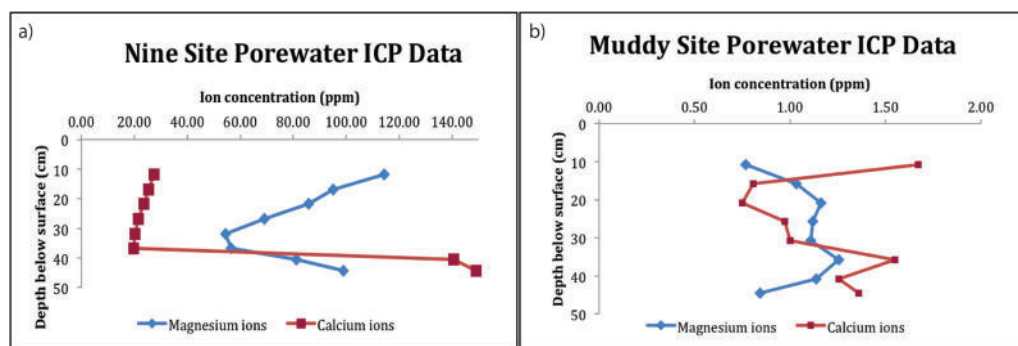 a)
Nine Site Porewater ICP Data
Ion concentration (ppm)
0.00 20.00 40.00 60.00 80.00 100.00 120.00 140.00
0
10
20
30
40
50
Depth below surface (cm)
Magnesium ions Calcium ions
b)
Muddy Site Porewater ICP Data
Ion concentration (ppm)
0.00 0.50 1.00 1.50 2.00
0
10
20
30
40
50
Depth below surface (cm)
Magnesium ions Calcium ions